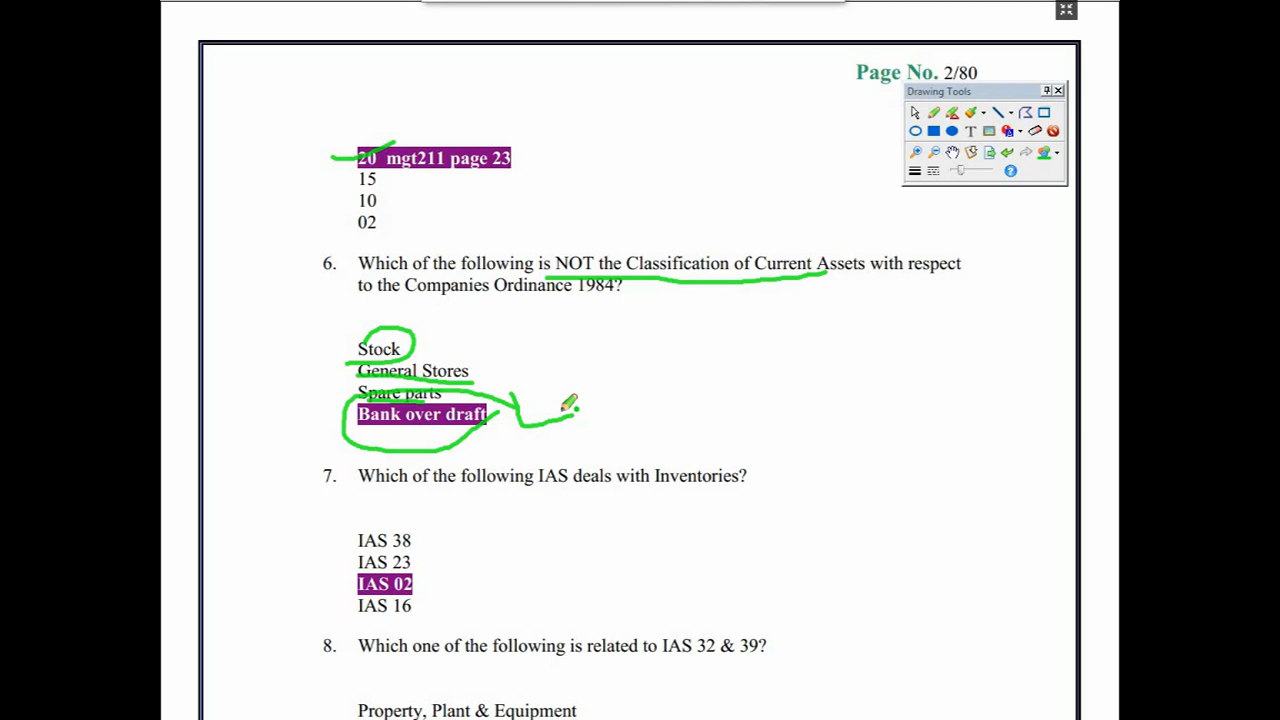 Page No. 2/80
Drawing Tools
20 mgt211 page 23
15
10
02
6. Which of the following is NOT the Classification of Current Assets with respect
to the Companies Ordinance 1984?
Stock
General Stores
Spare parts
Bank over draft
7. Which of the following IAS deals with Inventories?
IAS 38
IAS 23
IAS 02
IAS 16
8. Which one of the following is related to IAS 32 & 39?
Property, Plant & Equipment